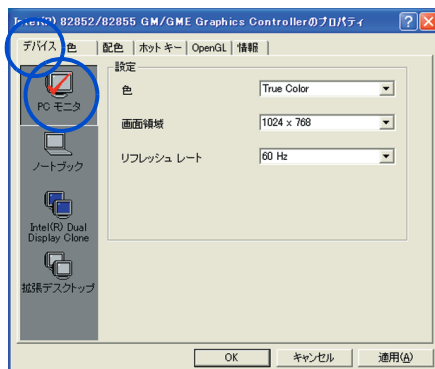 Intel(R) 82852/82855 GM/GME Graphics Controllerのプロパティ
デバイス 色 配色 ホット キー OpenGL 情報
設定
PC モニタ
色 True Color
画面領域 1024 x 768
ノートブック
リフレッシュ レート 60 Hz
Intel(R) Dual
Display Clone
拡張デスクトップ
OK キャンセル 適用(A)